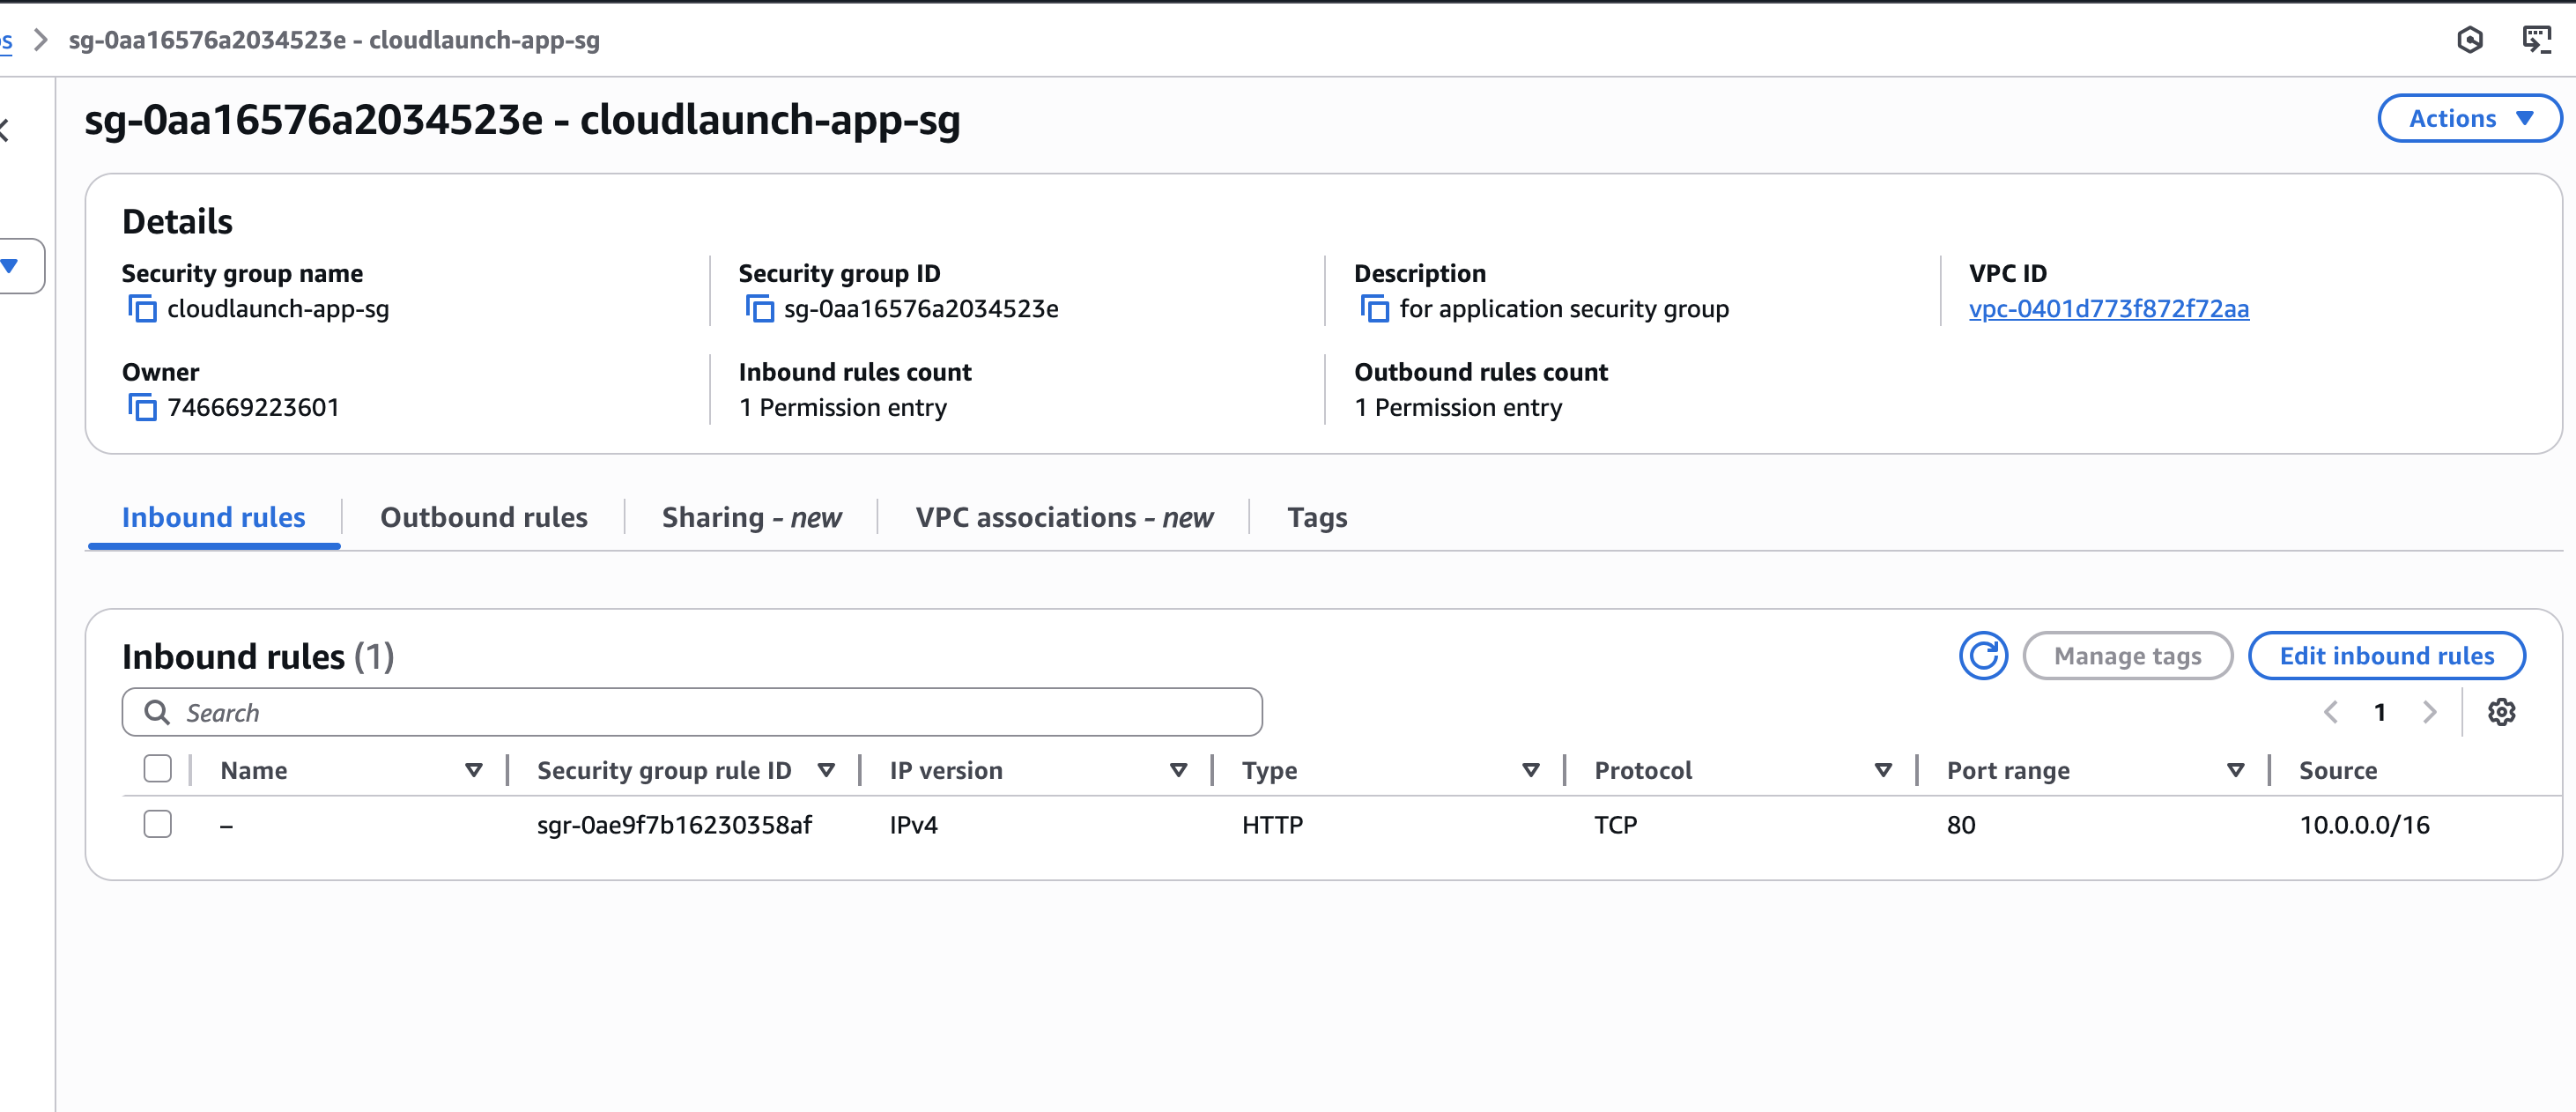 sg-0aa16576a2034523e - cloudlaunch-app-sg
sg-0aa16576a2034523e - cloudlaunch-app-sg
Actions
Details
Security group name
cloudlaunch-app-sg
Security group ID
sg-0aa16576a2034523e
Description
for application security group
VPC ID
vpc-0401d773f872f72aa
Owner
746669223601
Inbound rules count
1 Permission entry
Outbound rules count
1 Permission entry
Inbound rules Outbound rules Sharing - new VPC associations - new Tags
Inbound rules (1)
Manage tags
Edit inbound rules
Search
1
Name Security group rule ID IP version Type Protocol Port range Source
– sgr-0ae9f7b16230358af IPv4 HTTP TCP 80 10.0.0.0/16